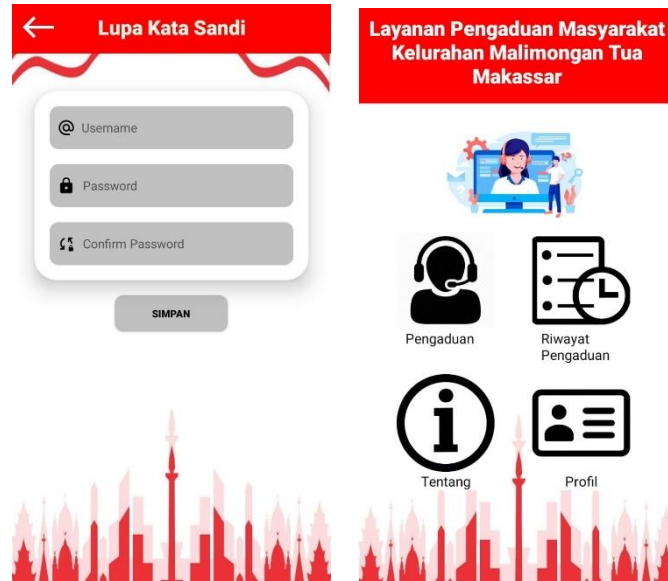 Lupa Kata Sandi
Username
Password
Confirm Password
SIMPAN
Layanan Pengaduan Masyarakat
Kelurahan Malimongan Tua
Makassar
Pengaduan
Riwayat
Pengaduan
Tentang
Profil